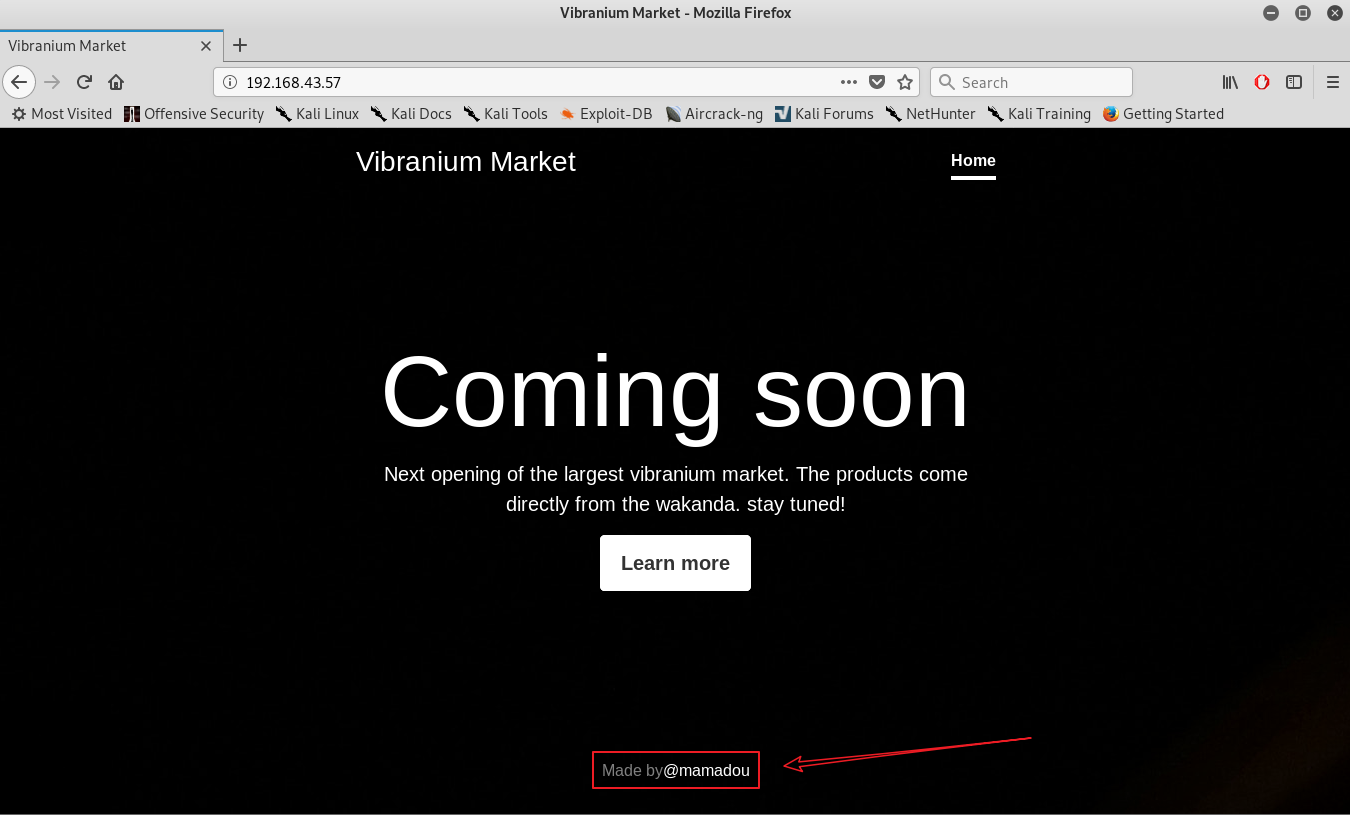 Vibranium Market - Mozilla Firefox
Vibranium Market
192.168.43.57
Search
Most Visited Offensive Security Kali Linux Kali Docs Kali Tools Exploit-DB Aircrack-ng Kali Forums NetHunter Kali Training Getting Started
Vibranium Market Home
Coming soon
Next opening of the largest vibranium market. The products come
directly from the wakanda. stay tuned!
Learn more
Made by@mamadou